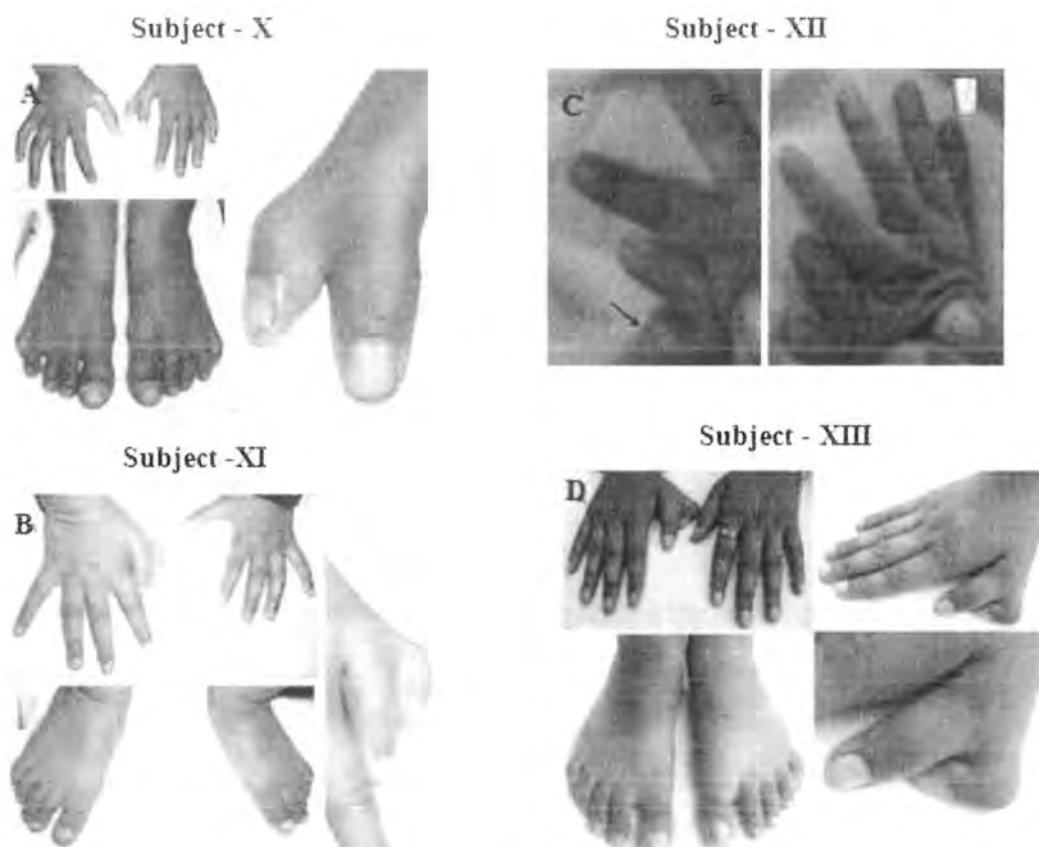 Subject - X
A
Subject -XI
B
Subject - XII
C
Subject - XIII
D